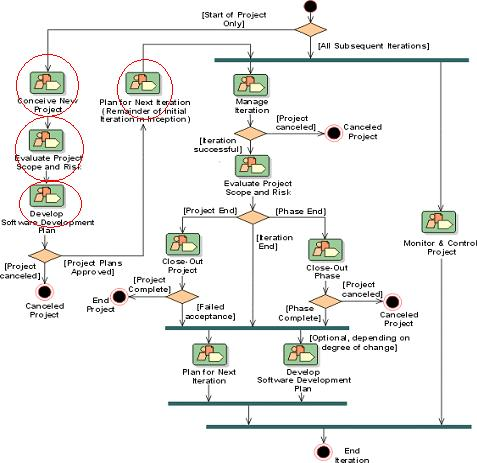 [Start of Project
Only]
[All Subsequent Iterations]
Conceive New
Project
Plan for Next Iteration
(Remainder of Initial
Iteration in Inception)
Manage
Iteration
[Project
canceled]
Canceled
Project
[Iteration
successful]
Evaluate Project
Scope and Risk
Evaluate Project
Scope and Risk
Develop
Software Development
Plan
[Project End]
[Phase End]
[Iteration
End]
Monitor & Control
Project
[Project
canceled]
[Project Plans
Approved]
Canceled
Project
Close-Out
Project
Close-Out
Phase
[Project
Complete]
End
Project
[Failed
acceptance]
[Project
canceled]
[Phase
Complete]
Canceled
Project
[Optional, depending on
degree of change]
Plan for Next
Iteration
Develop
Software Development
Plan
End
Iteration